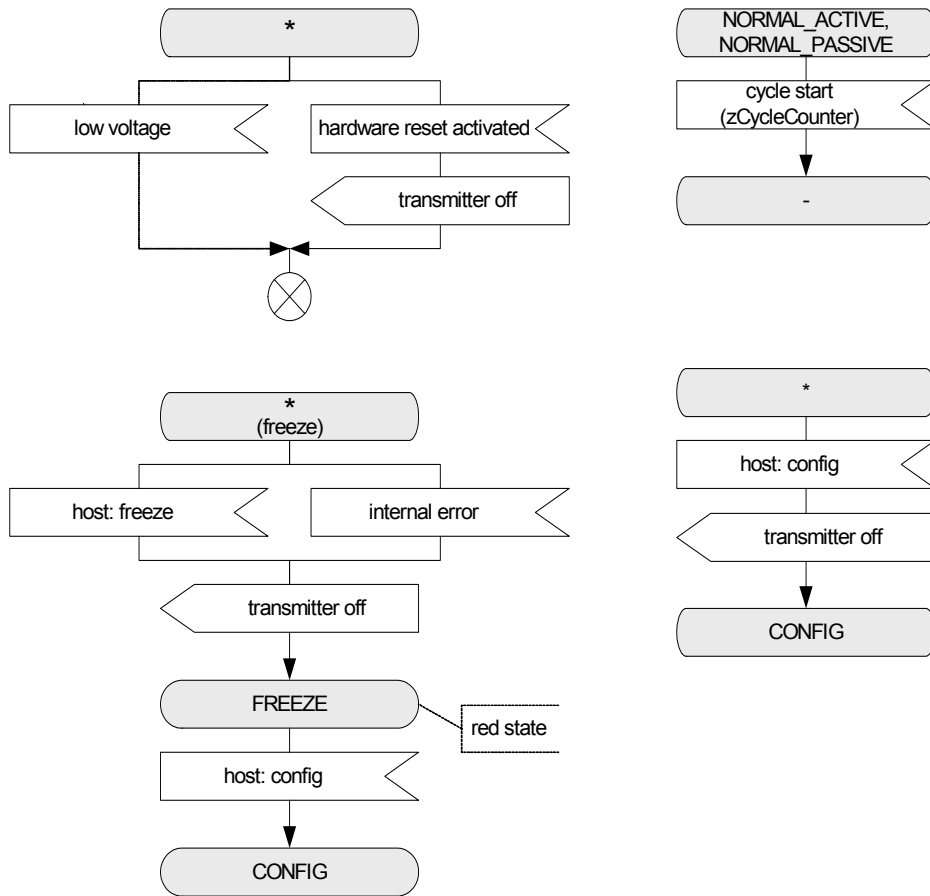 *
low voltage
hardware reset activated
transmitter off
NORMAL_ACTIVE,
NORMAL_PASSIVE
cycle start
(zCycleCounter)
-
*
(freeze)
host: freeze
internal error
transmitter off
FREEZE
red state
host: config
CONFIG
*
host: config
transmitter off
CONFIG